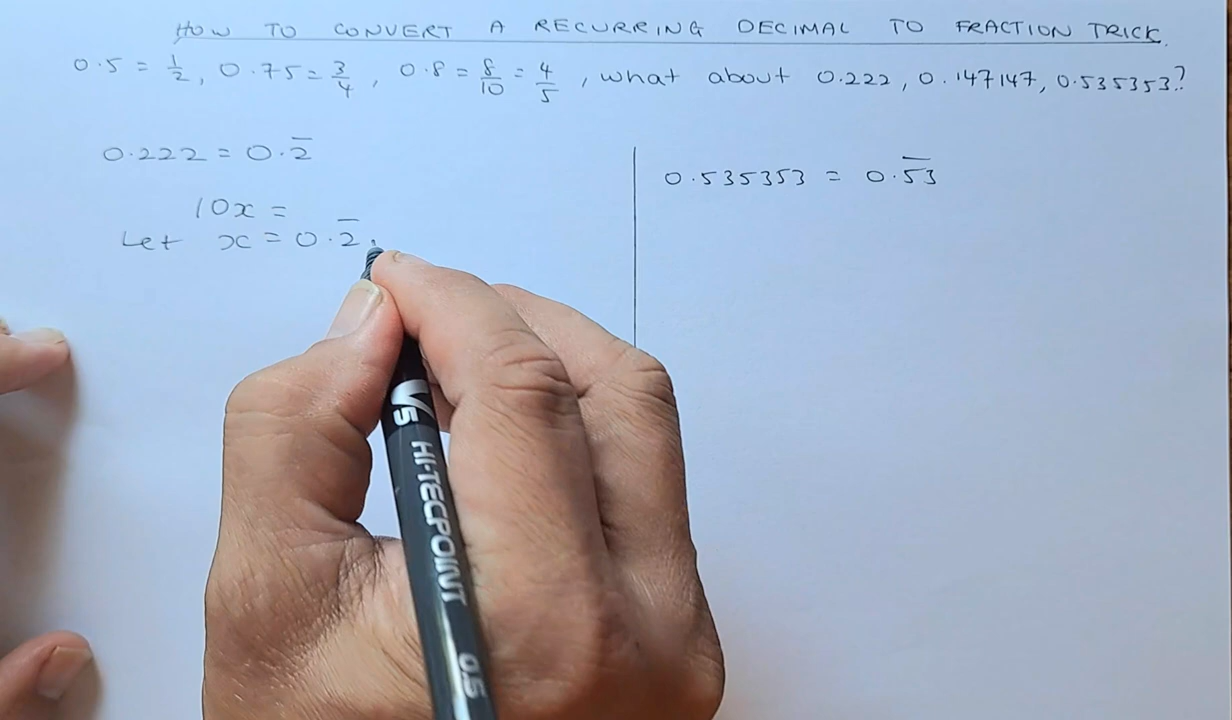 HOW TO CONVERT A RECURRING DECIMAL TO FRACTION TRICK.
0.5 = 1/2, 0.75 = 3/4, 0.8 = 8/10 = 4/5, what about 0.222, 0.147147, 0.535353?
0.222 = 0.2̅
10x =
Let x = 0.2̅
0.535353 = 0.5̅3̅
V5 HI-TECPOINT 0.5